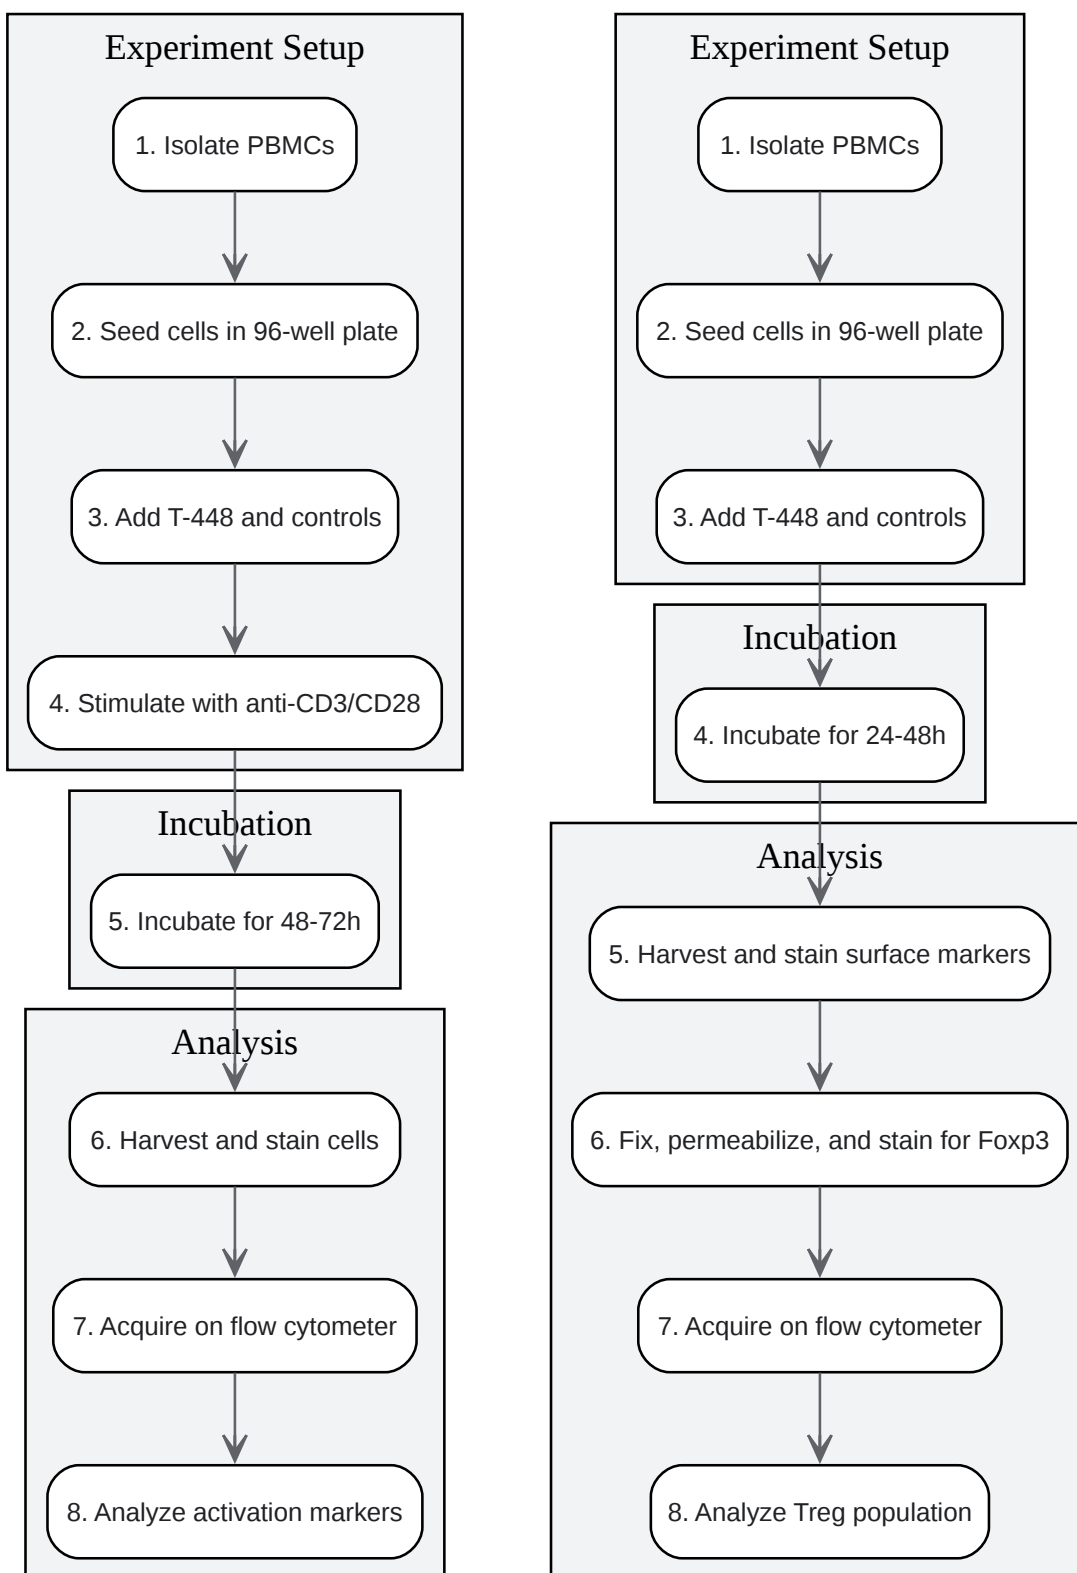 Experiment Setup
1. Isolate PBMCs
2. Seed cells in 96-well plate
3. Add T-448 and controls
4. Stimulate with anti-CD3/CD28
Incubation
5. Incubate for 48-72h
Analysis
6. Harvest and stain cells
7. Acquire on flow cytometer
8. Analyze activation markers
Experiment Setup
1. Isolate PBMCs
2. Seed cells in 96-well plate
3. Add T-448 and controls
Incubation
4. Incubate for 24-48h
Analysis
5. Harvest and stain surface markers
6. Fix, permeabilize, and stain for Foxp3
7. Acquire on flow cytometer
8. Analyze Treg population